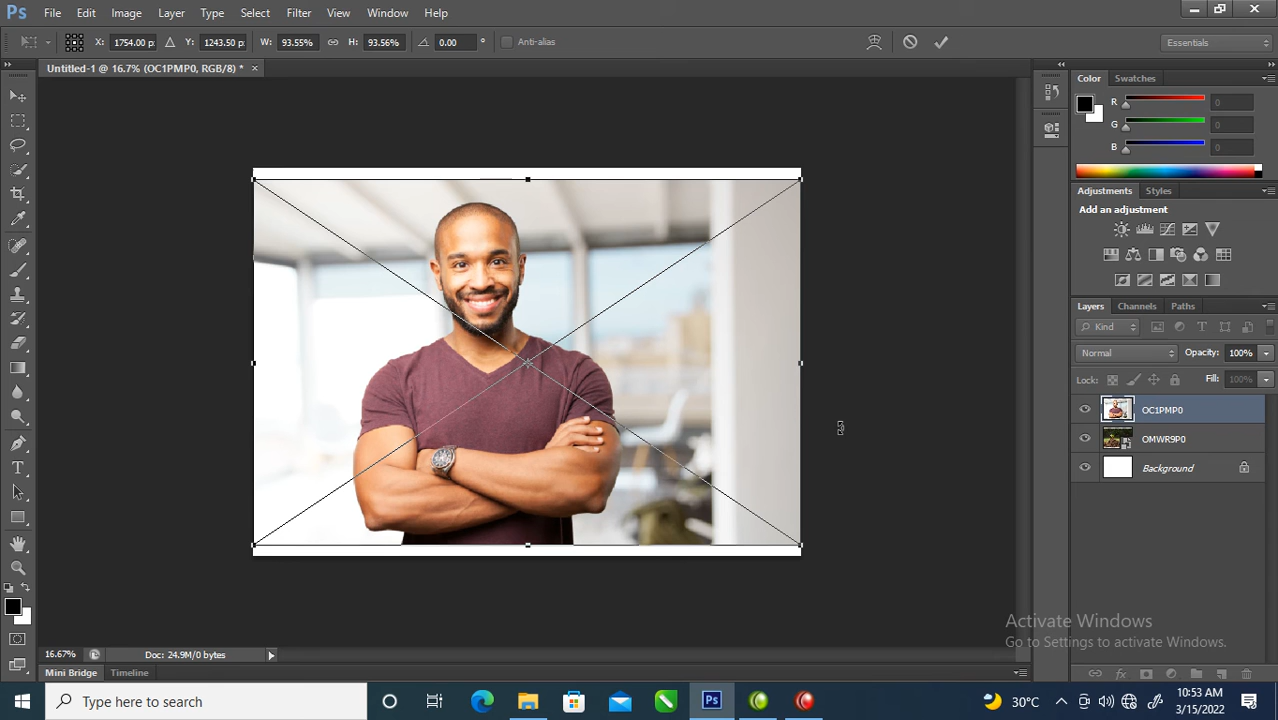 Ps File Edit Image Layer Type Select Filter View Window Help
X: 1754.00 p: Y: 1243.50 p: W: 93.55% H: 93.56% 0.00 ° Anti-alias Essentials
Untitled-1 @ 16.7% (OC1PMP0, RGB/8) * ×
Color Swatches
R 0
G 0
B 0
Adjustments Styles
Add an adjustment
Layers Channels Paths
Kind
Normal Opacity: 100%
Lock: Fill: 100%
OC1PMP0
OMWR9P0
Background
Activate Windows
Go to Settings to activate Windows.
16.67% Doc: 24.9M/0 bytes
Mini Bridge Timeline
Type here to search
Ps
30°C
10:53 AM
3/15/2022